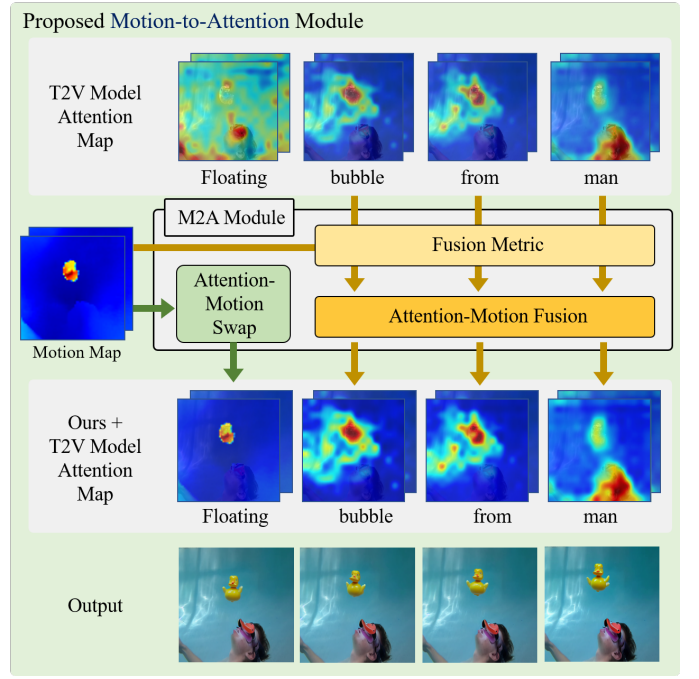 Proposed Motion-to-Attention Module
T2V Model
Attention
Map
Floating
bubble
from
man
M2A Module
Fusion Metric
Attention-
Motion
Swap
Attention-Motion Fusion
Motion Map
Ours +
T2V Model
Attention
Map
Floating
bubble
from
man
Output